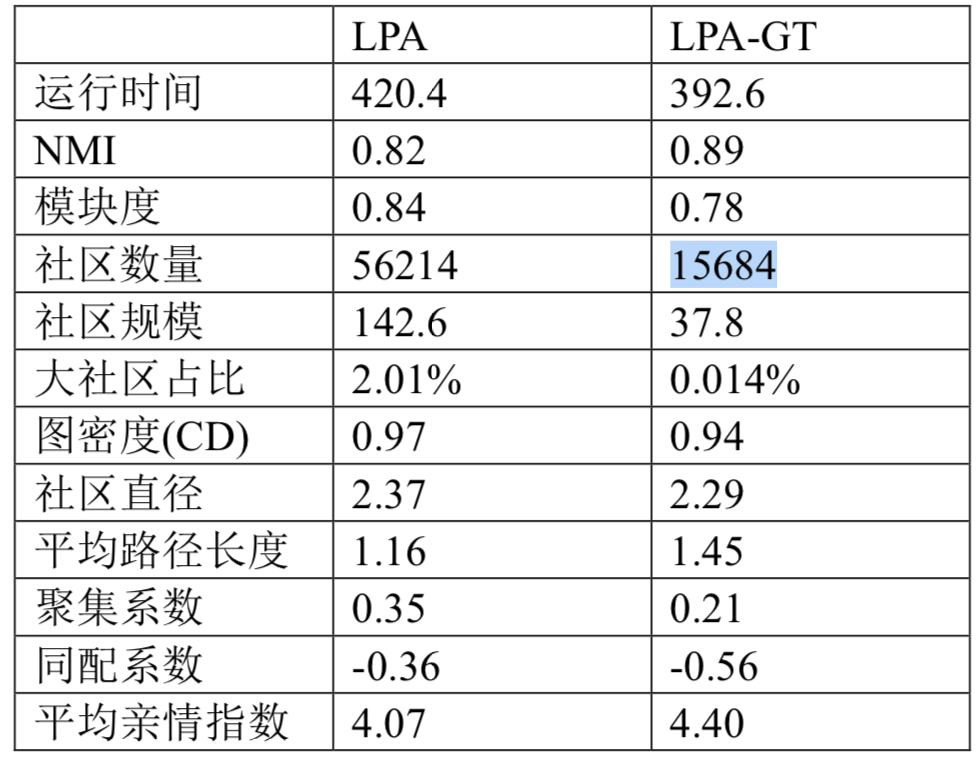 LPA LPA-GT
运行时间 420.4 392.6
NMI 0.82 0.89
模块度 0.84 0.78
社区数量 56214 15684
社区规模 142.6 37.8
大社区占比 2.01% 0.014%
图密度(CD) 0.97 0.94
社区直径 2.37 2.29
平均路径长度 1.16 1.45
聚集系数 0.35 0.21
同配系数 -0.36 -0.56
平均亲情指数 4.07 4.40